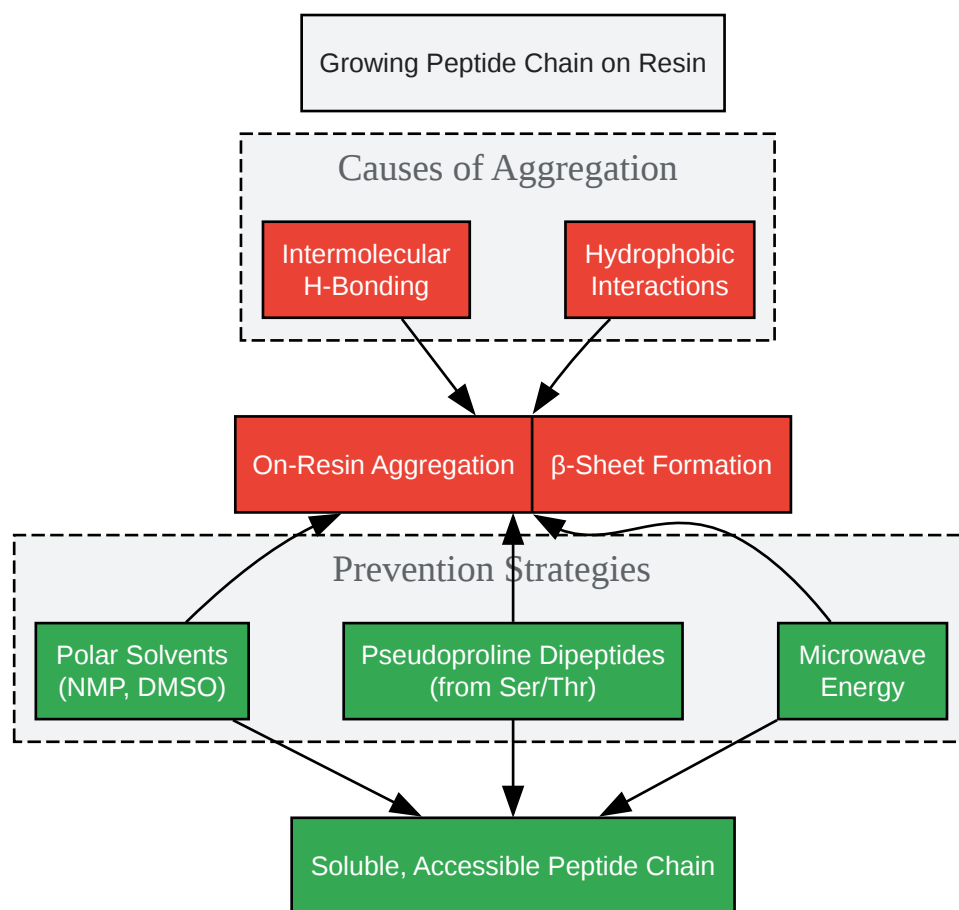 Growing Peptide Chain on Resin
Causes of Aggregation
Intermolecular
H-Bonding
Hydrophobic
Interactions
On-Resin Aggregation
β-Sheet Formation
Prevention Strategies
Polar Solvents
(NMP, DMSO)
Pseudoproline Dipeptides
(from Ser/Thr)
Microwave
Energy
Soluble, Accessible Peptide Chain